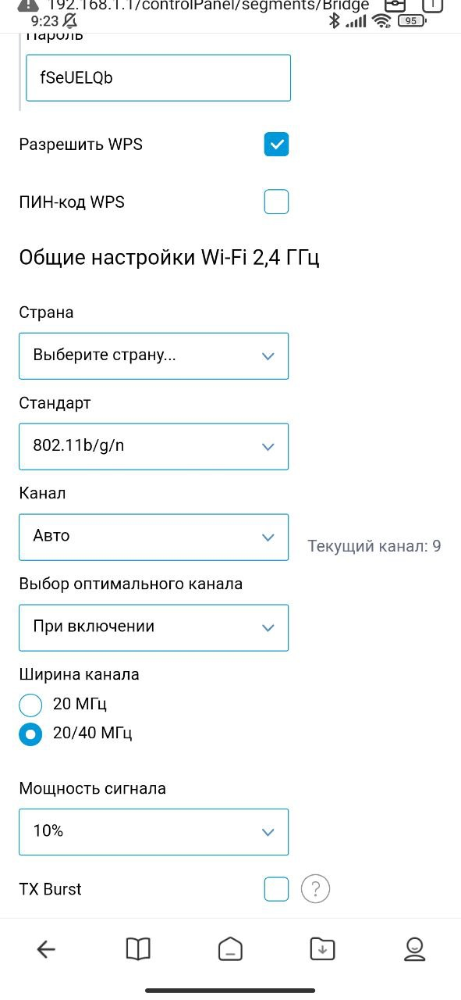 192.168.1.1/controlPanel/segments/Bridge
9:23
95
Пароль
fSeUELQb
Разрешить WPS
ПИН-код WPS
Общие настройки Wi-Fi 2,4 ГГц
Страна
Выберите страну...
Стандарт
802.11b/g/n
Канал
Авто
Текущий канал: 9
Выбор оптимального канала
При включении
Ширина канала
20 МГц
20/40 МГц
Мощность сигнала
10%
TX Burst
?